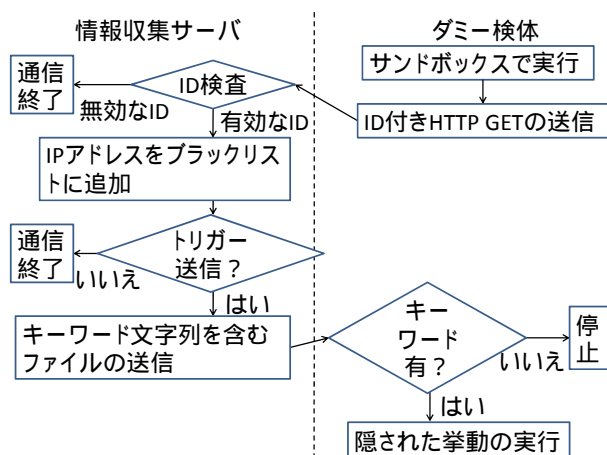 情報収集サーバ
ダミー検体
通信
終了
ID検査
サンドボックスで実行
無効なID
有効なID
ID付きHTTP GETの送信
IPアドレスをブラックリス
トに追加
通信
終了
トリガー
送信?
いいえ
はい
キーワード文字列を含む
ファイルの送信
キー
ワード
有?
いいえ
停
止
はい
隠された挙動の実行